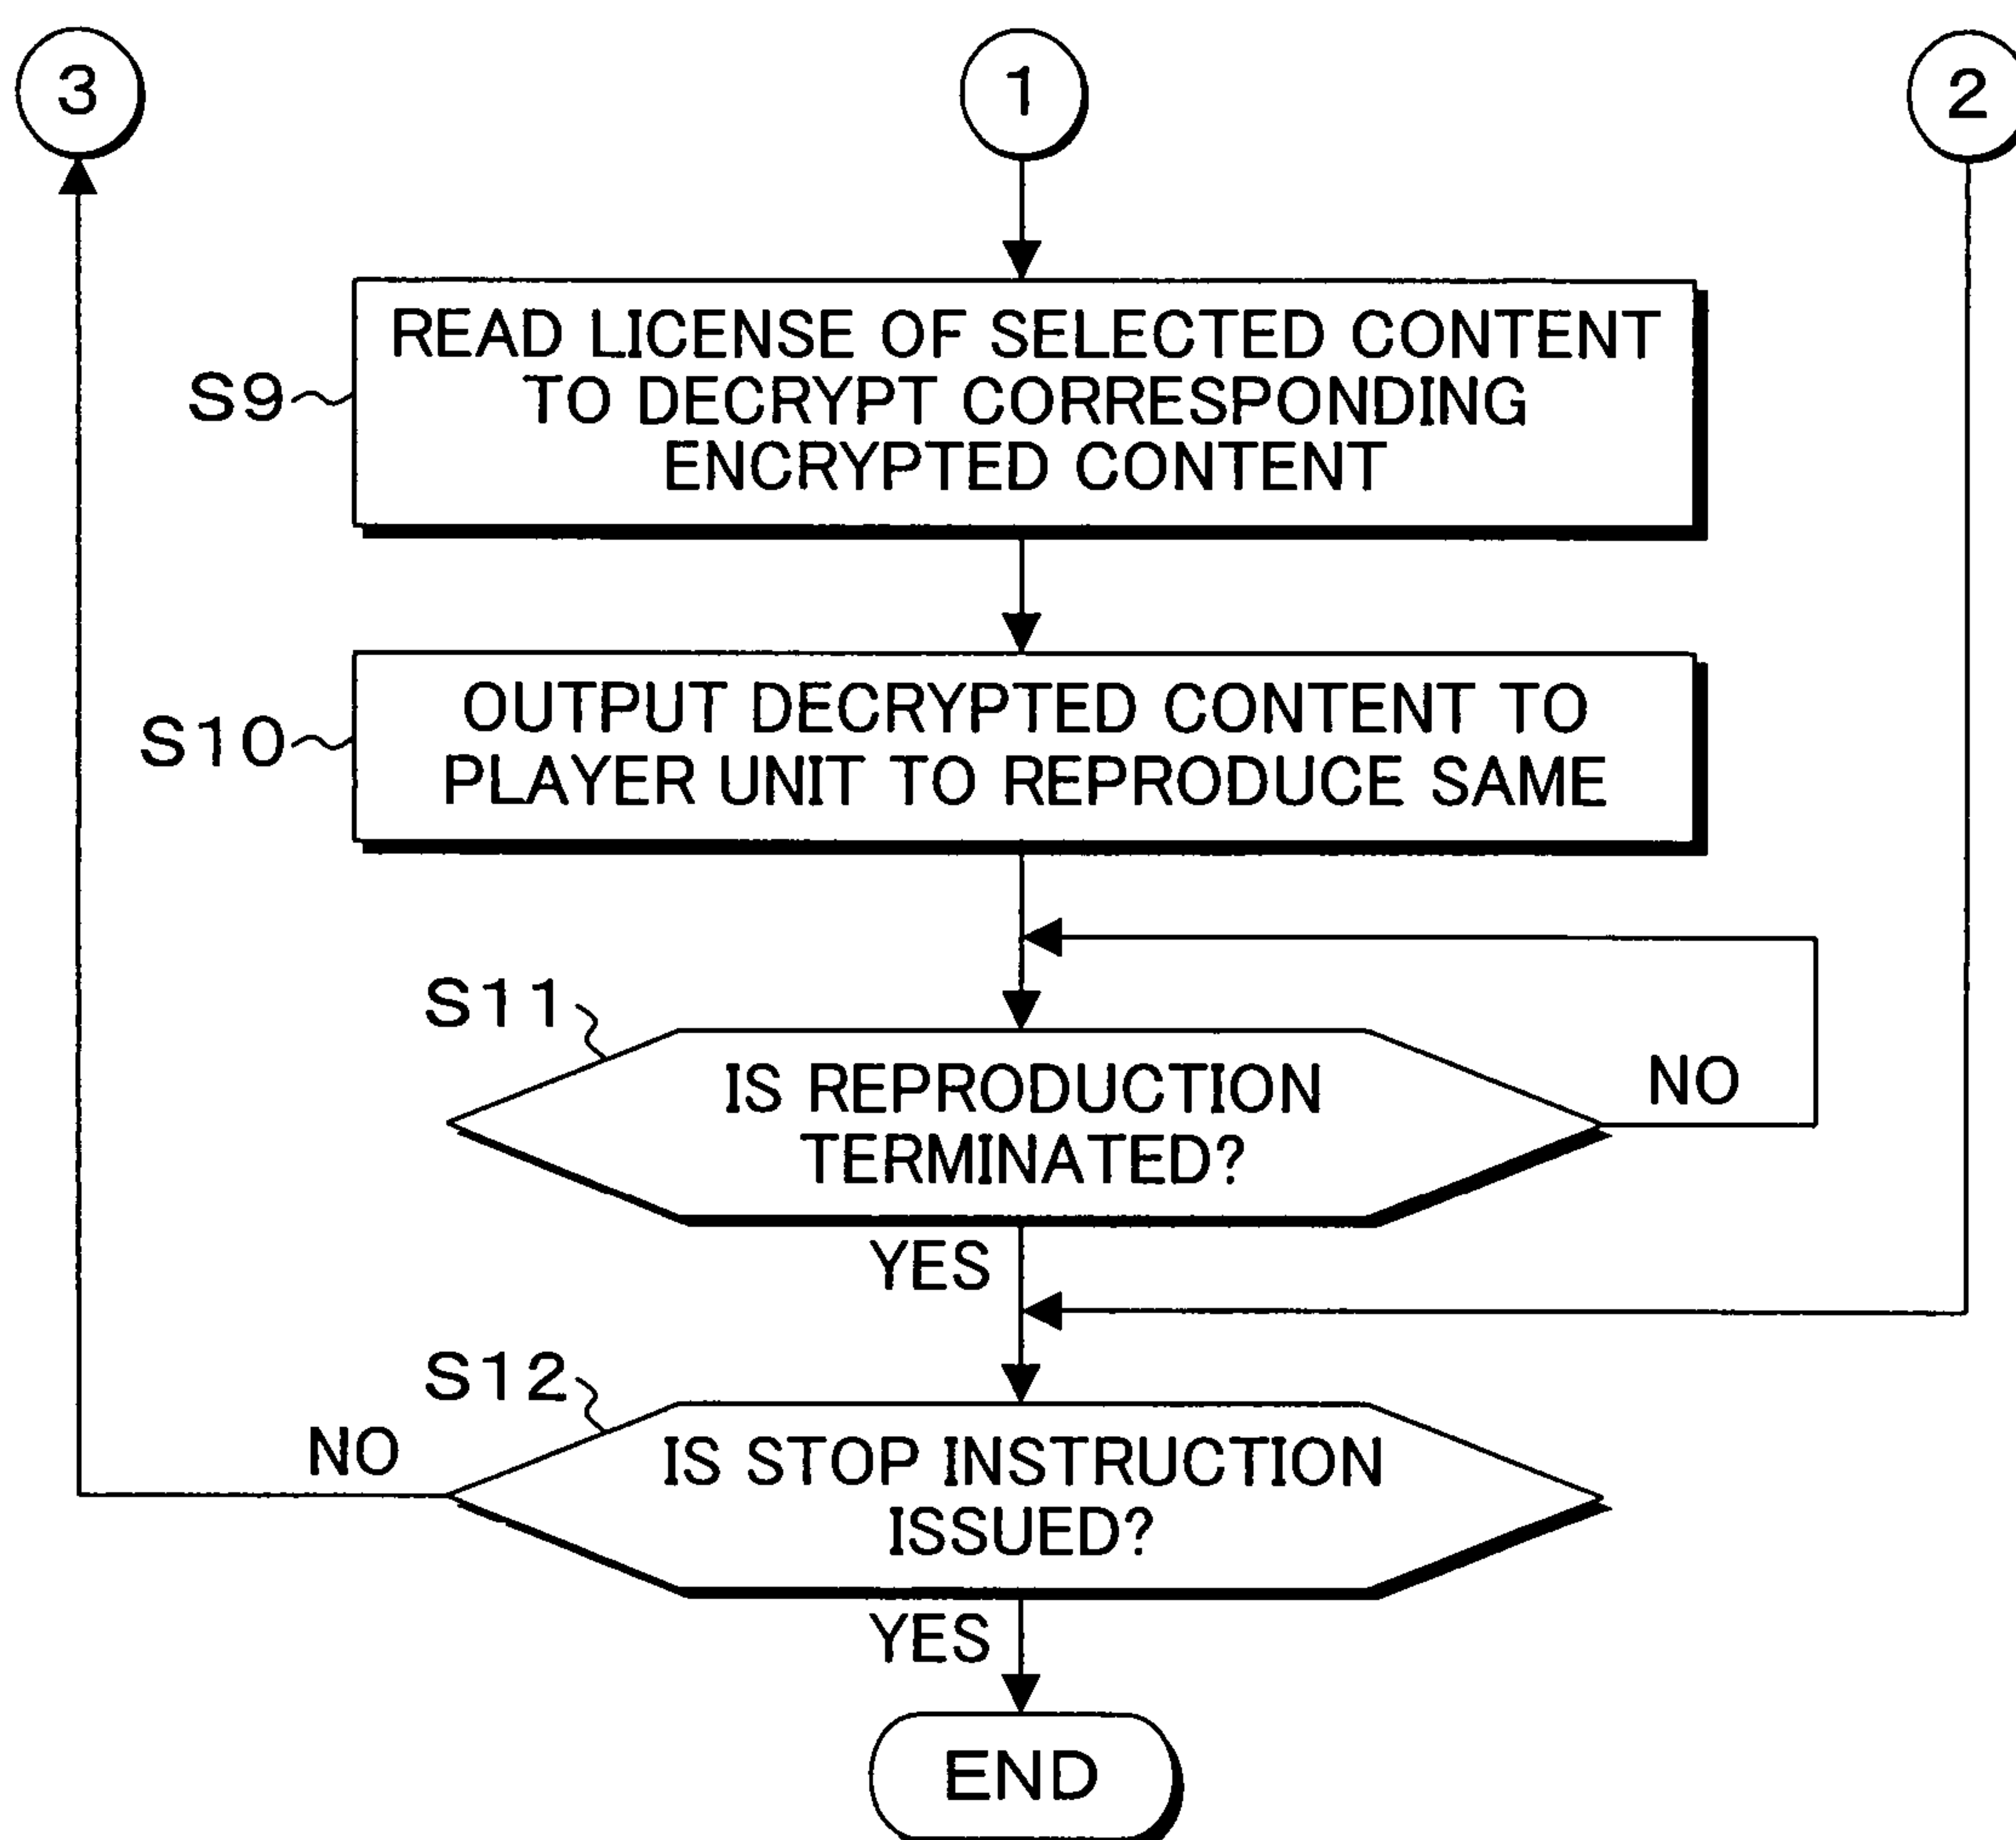 3
1
2
S9
READ LICENSE OF SELECTED CONTENT
TO DECRYPT CORRESPONDING
ENCRYPTED CONTENT
S10
OUTPUT DECRYPTED CONTENT TO
PLAYER UNIT TO REPRODUCE SAME
S11
IS REPRODUCTION
TERMINATED?
NO
YES
S12
NO
IS STOP INSTRUCTION
ISSUED?
YES
END